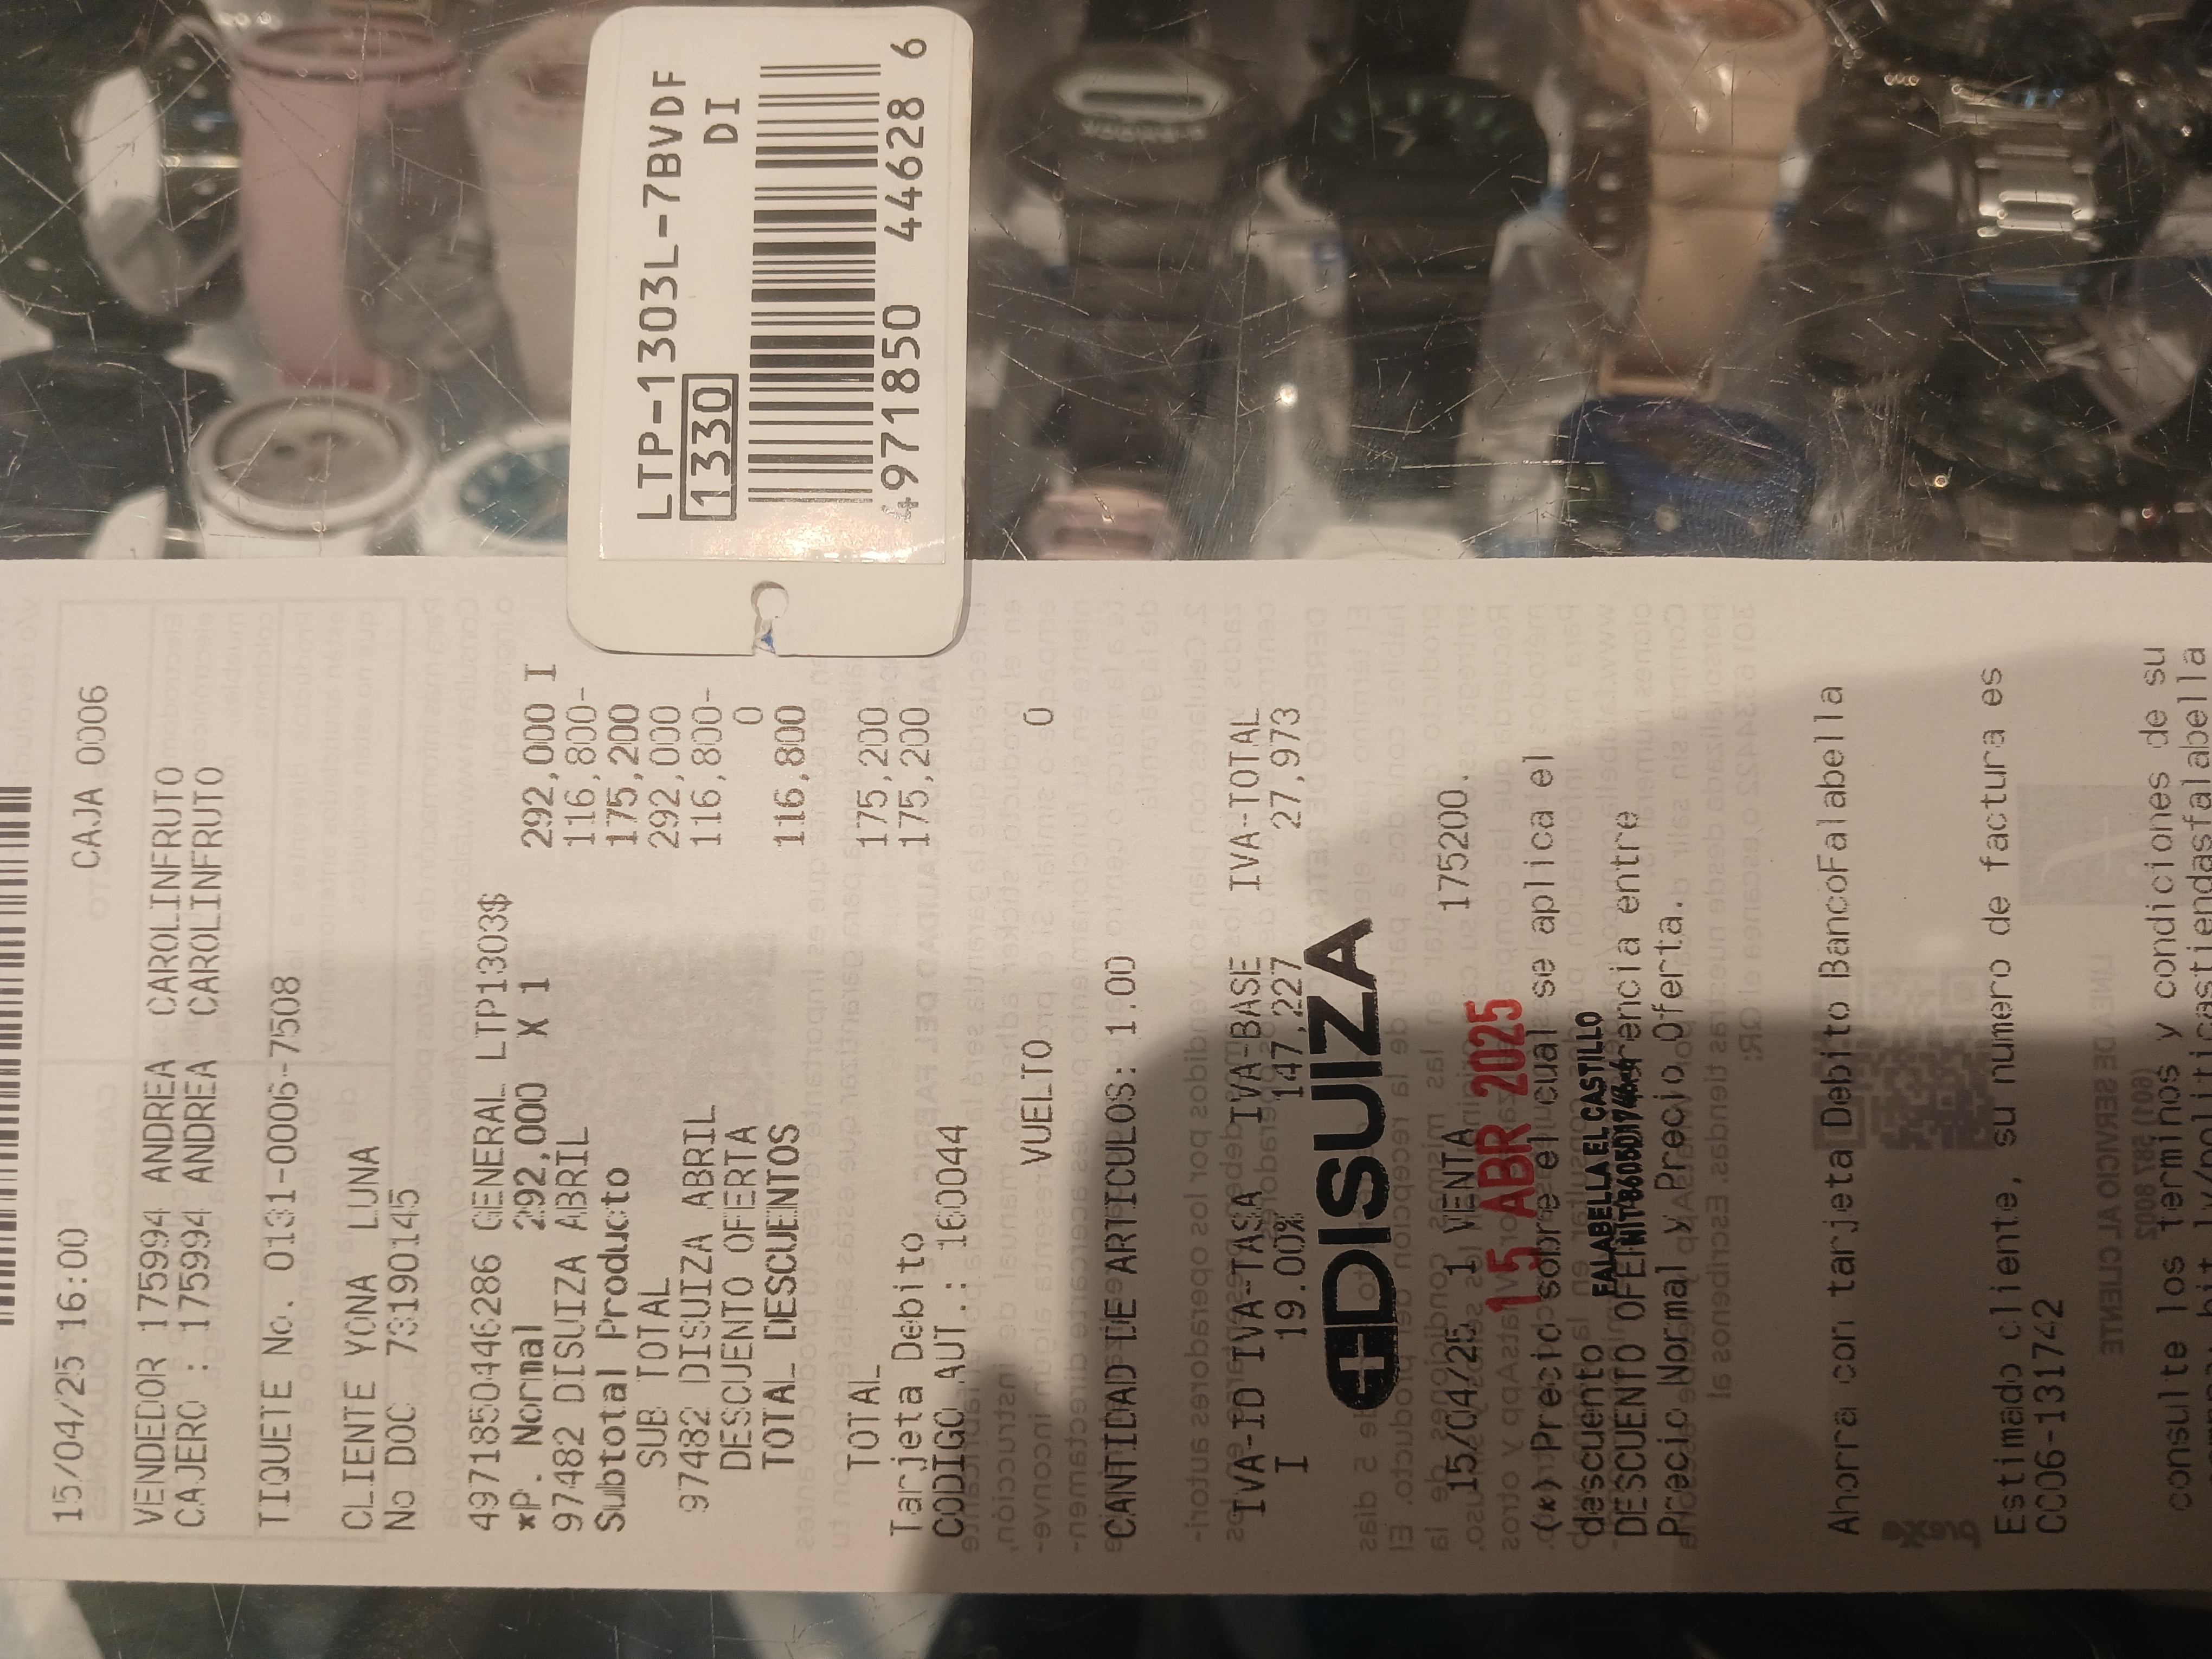 LTP-1303L-7BVDF
1330 DI
4 971850 446286
15/04/25 16:00 CAJA 0006
VENDEDOR 175994 ANDREA CAROLINFRUTO
CAJERO : 175994 ANDREA CAROLINFRUTO
TIQUETE No. 0131-0006-7508
CLIENTE YONA LUNA
No DOC 73190145
4971850446286 GENERAL LTP1303$
*P. Normal 292,000 X 1 292,000 I
97482 DISUIZA ABRIL 116,800-
Subtotal Producto 175,200
SUB TOTAL 292,000
97482 DISUIZA ABRIL 116,800-
DESCUENTO OFERTA 0
TOTAL DESCUENTOS 116,800
TOTAL 175,200
Tarjeta Debito 175,200
CODIGO AUT.: 160044
VUELTO 0
CANTIDAD DE ARTICULOS: 1.00
IVA-ID IVA-TASA IVA-BASE IVA-TOTAL
I 19.00% 147,227 27,973
DISUIZA
15/04/25 1 VENTA 175200.
15 ABR 2025
(*)Precio sobre el cual se aplica el
descuento
FALABELLA EL CASTILLO
DESCUENTO OFE entre
Precio Normal y Precio Oferta.
Ahorra con tarjeta Debito BancoFalabella
Estimado cliente, su numero de factura es
CC06-131742
consulte los terminos y condiciones de su